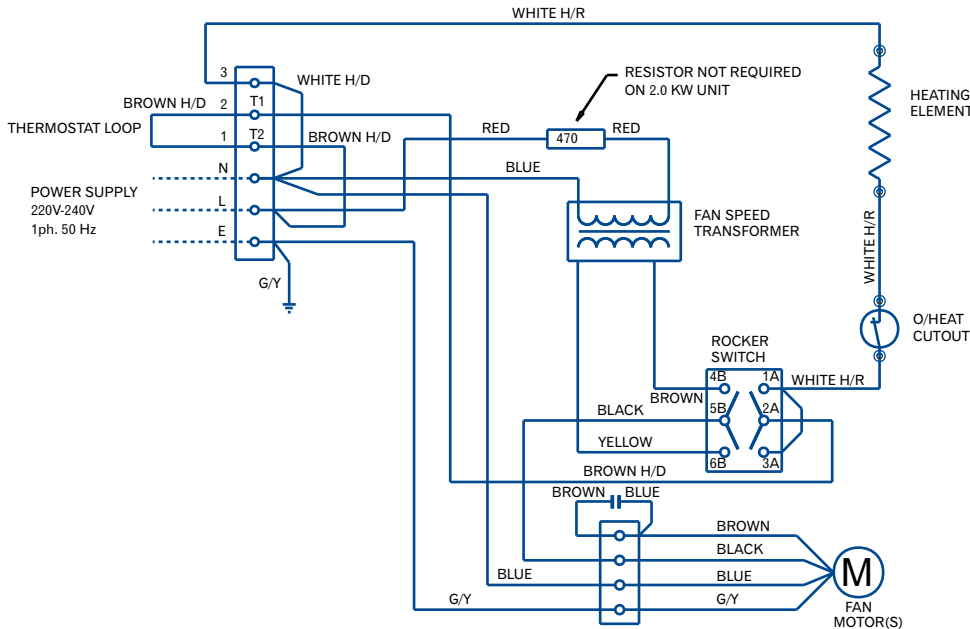 WHITE H/R
3
WHITE H/D
RESISTOR NOT REQUIRED
ON 2.0 KW UNIT
HEATING
ELEMENT
BROWN H/D
2
T1
THERMOSTAT LOOP
1
T2
BROWN H/D
RED
470
RED
N
BLUE
POWER SUPPLY
220V-240V
1ph. 50 Hz
L
E
FAN SPEED
TRANSFORMER
WHITE H/R
G/Y
O/HEAT
CUTOUT
ROCKER
SWITCH
4B
1A
WHITE H/R
BROWN
5B
2A
BLACK
YELLOW
6B
3A
BROWN H/D
BROWN
BLUE
BROWN
BLACK
BLUE
BLUE
G/Y
G/Y
M
FAN
MOTOR(S)